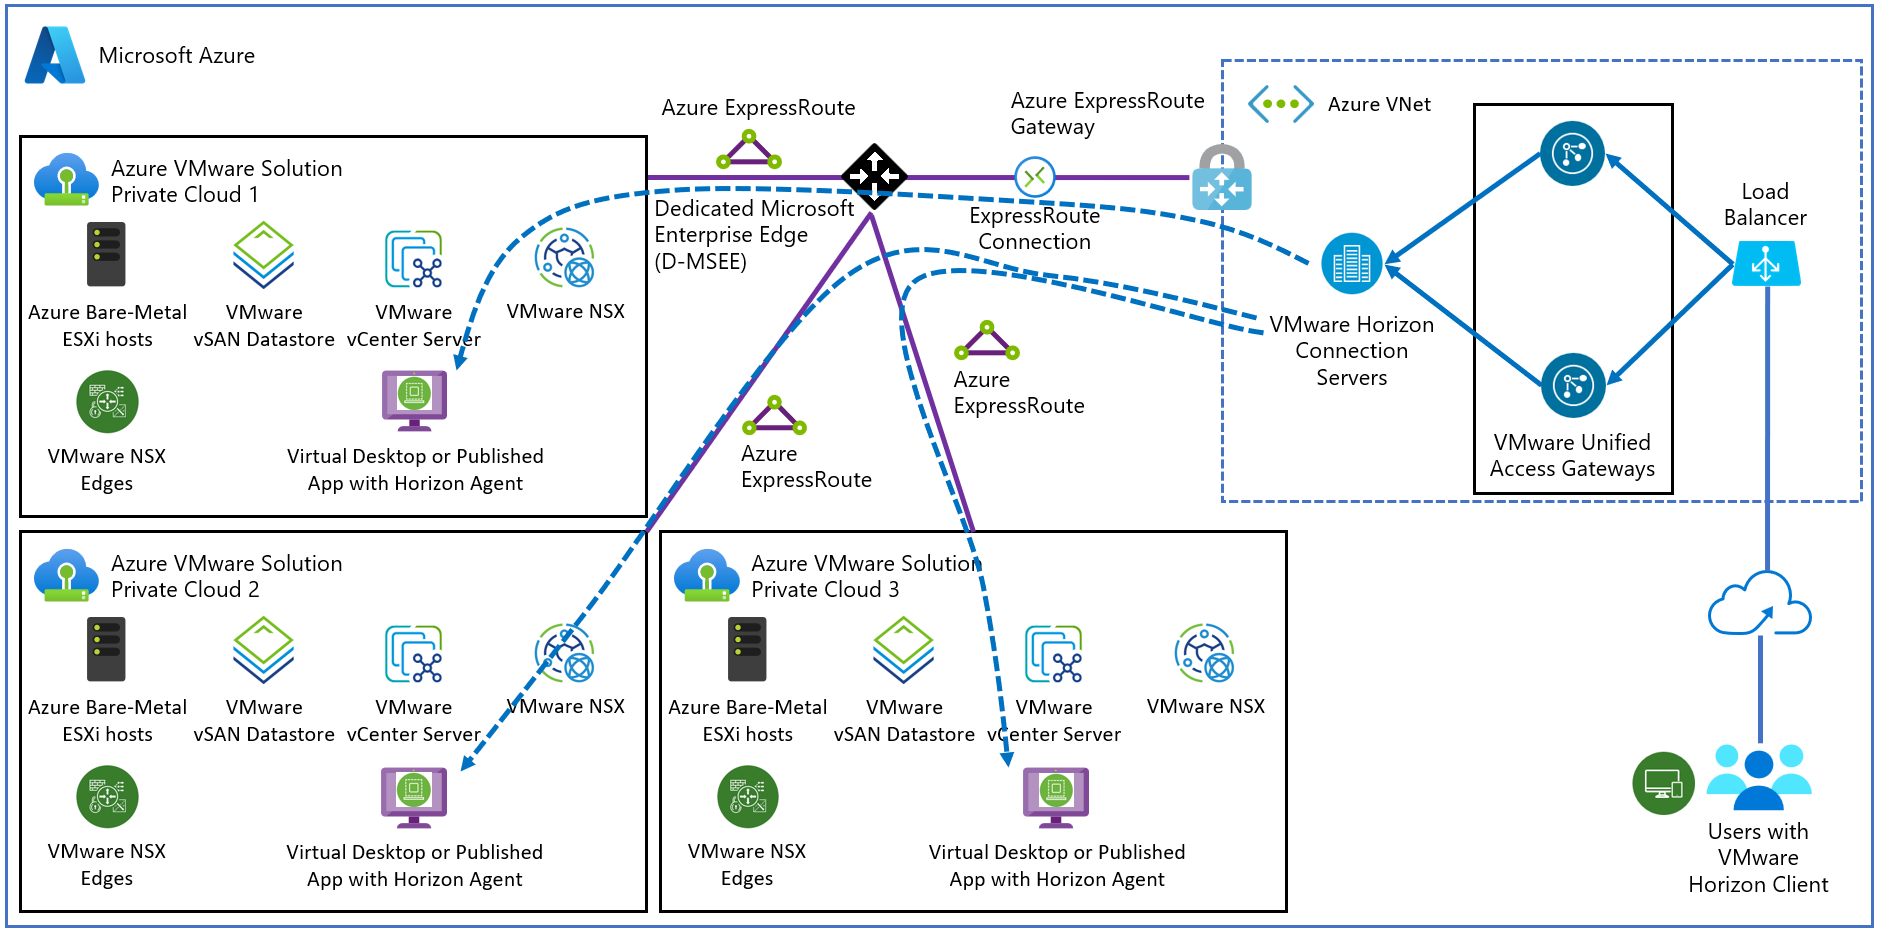 Microsoft Azure
Azure ExpressRoute
Azure ExpressRoute
Gateway
Azure VNet
Azure VMware Solution
Private Cloud 1
Dedicated Microsoft
Enterprise Edge
(D-MSEE)
ExpressRoute
Connection
Load
Balancer
Azure Bare-Metal
ESXi hosts
VMware
vSAN Datastore
VMware
vCenter Server
VMware NSX
VMware NSX
Edges
Virtual Desktop or Published
App with Horizon Agent
VMware Horizon
Connection
Servers
VMware Unified
Access Gateways
Azure
ExpressRoute
Azure
ExpressRoute
Azure VMware Solution
Private Cloud 2
Azure Bare-Metal
ESXi hosts
VMware
vSAN Datastore
VMware
vCenter Server
VMware NSX
VMware NSX
Edges
Virtual Desktop or Published
App with Horizon Agent
Azure VMware Solution
Private Cloud 3
Azure Bare-Metal
ESXi hosts
VMware
vSAN Datastore
VMware
vCenter Server
VMware NSX
VMware NSX
Edges
Virtual Desktop or Published
App with Horizon Agent
Users with
VMware
Horizon Client